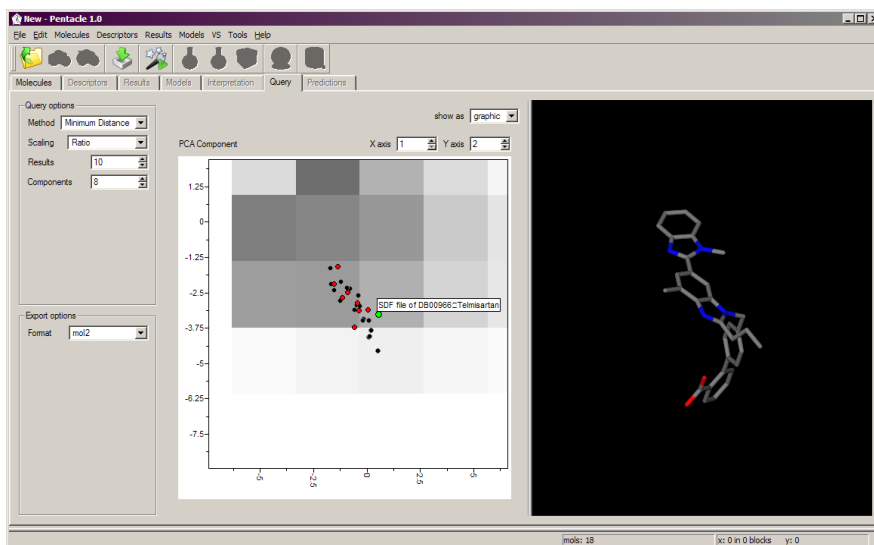 New - Pentacle 1.0
File Edit Molecules Descriptors Results Models VS Tools Help
Molecules Descriptors Results Models Interpretation Query Predictions
Query options
Method Minimum Distance
Scaling Ratio
Results 10
Components 8
Export options
Format mol2
show as graphic
PCA Component X axis 1 Y axis 2
1.25
0
-1.25
-2.5
-3.75
-5
-6.25
-7.5
SDF file of DB00966□Telmisartan
-5 -2.5 0 -2.5 -5
mols: 18 x: 0 in 0 blocks y: 0